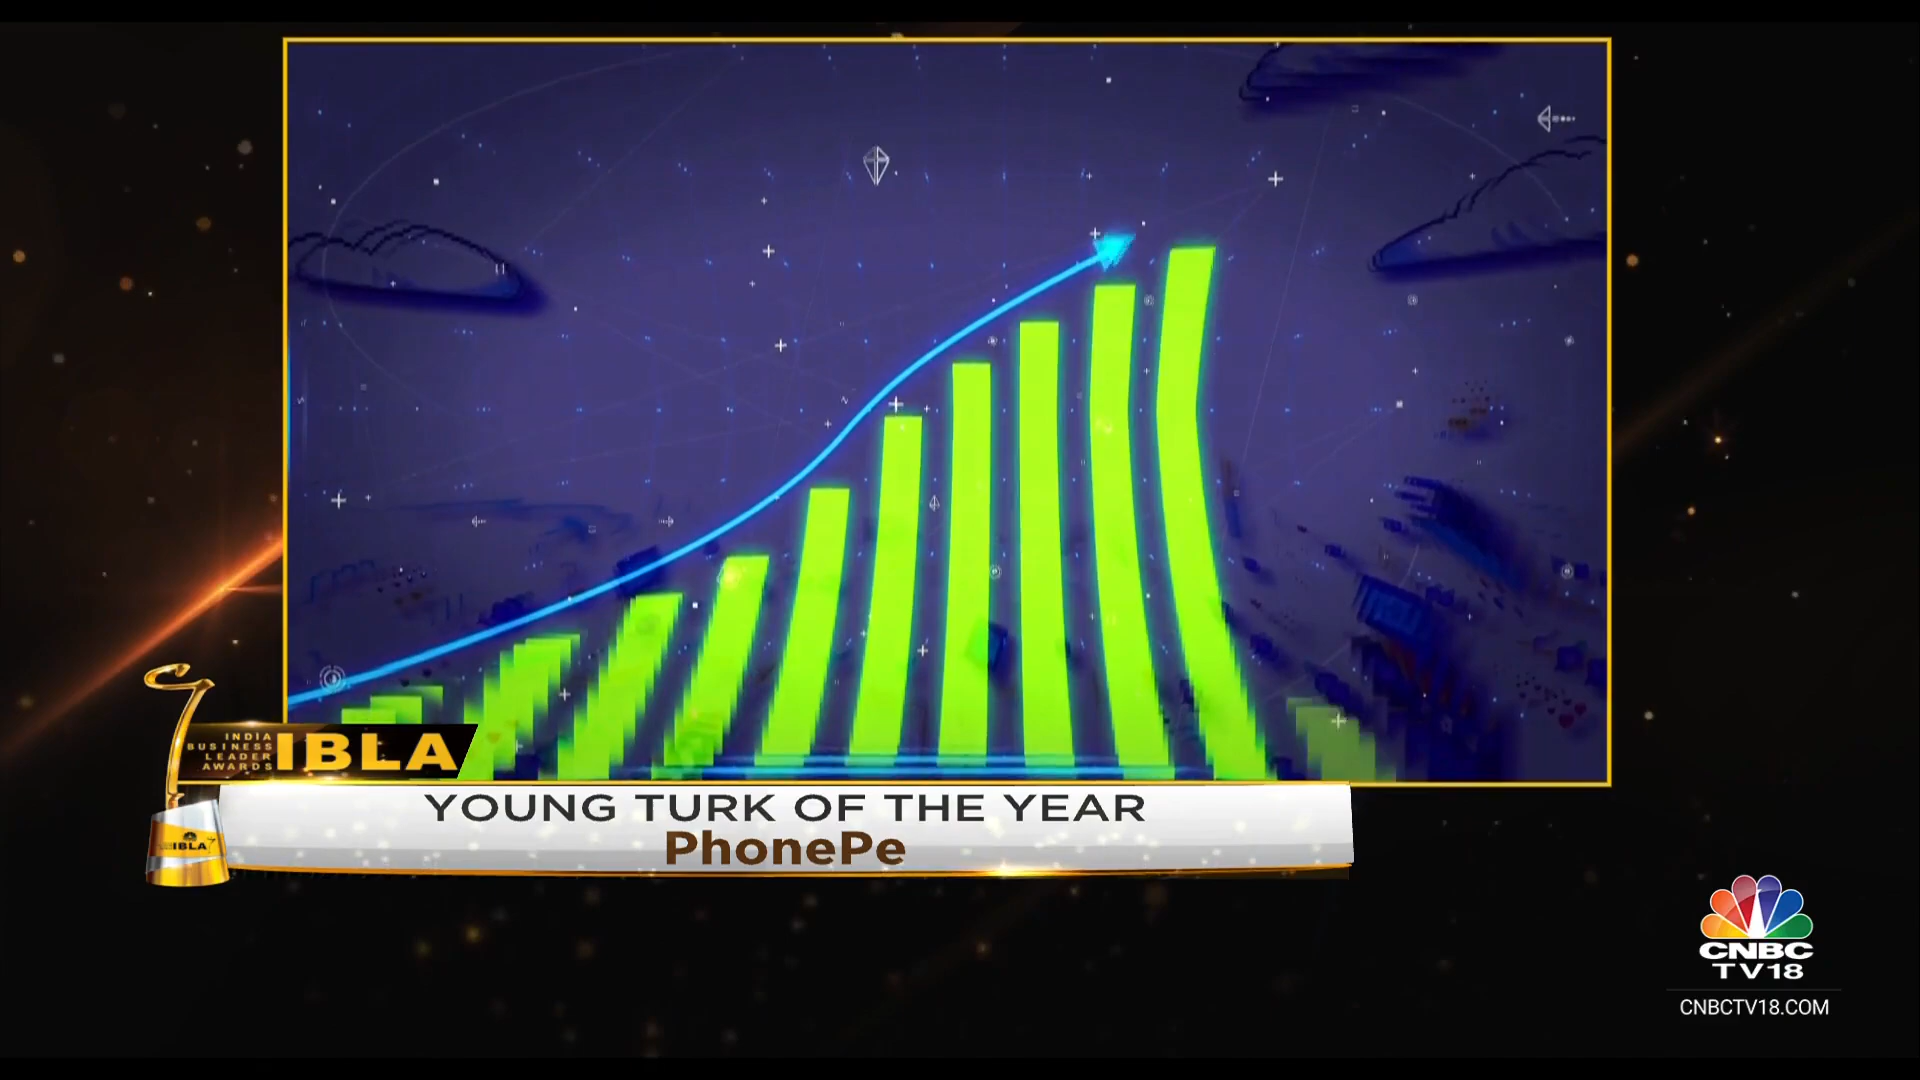 INDIA
BUSINESS
LEADER
AWARDS
IBLA
YOUNG TURK OF THE YEAR
PhonePe
IBLA
CNBC
TV18
CNBCTV18.COM